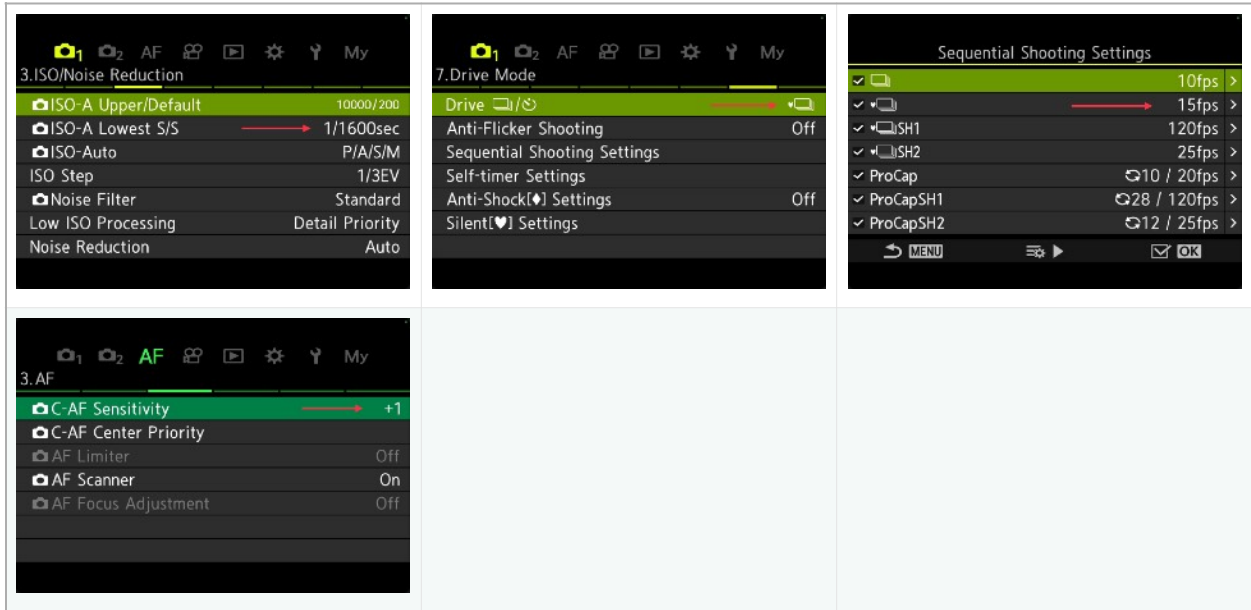 1 2 AF My
3.ISO/Noise Reduction
ISO-A Upper/Default 10000/200
ISO-A Lowest S/S 1/1600sec
ISO-Auto P/A/S/M
ISO Step 1/3EV
Noise Filter Standard
Low ISO Processing Detail Priority
Noise Reduction Auto
1 2 AF My
7.Drive Mode
Drive /
Anti-Flicker Shooting Off
Sequential Shooting Settings
Self-timer Settings
Anti-Shock[♦] Settings Off
Silent[♥] Settings
Sequential Shooting Settings
✓ 10fps >
✓ ♥ 15fps >
✓ ♥ SH1 120fps >
✓ ♥ SH2 25fps >
✓ ProCap 10 / 20fps >
✓ ProCapSH1 28 / 120fps >
✓ ProCapSH2 12 / 25fps >
MENU OK
1 2 AF My
3.AF
C-AF Sensitivity +1
C-AF Center Priority
AF Limiter Off
AF Scanner On
AF Focus Adjustment Off